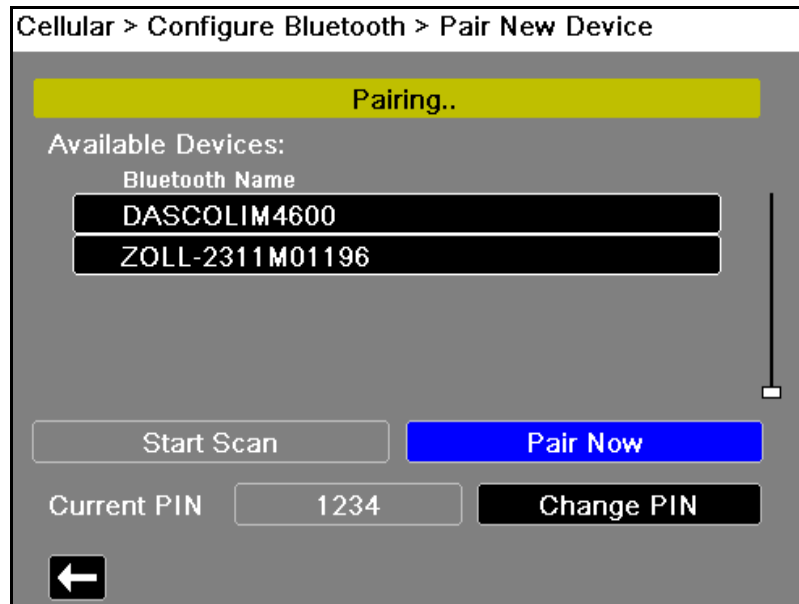 Cellular > Configure Bluetooth > Pair New Device
Pairing..
Available Devices:
Bluetooth Name
DASCOLIM4600
ZOLL-2311M01196
Start Scan
Pair Now
Current PIN
1234
Change PIN